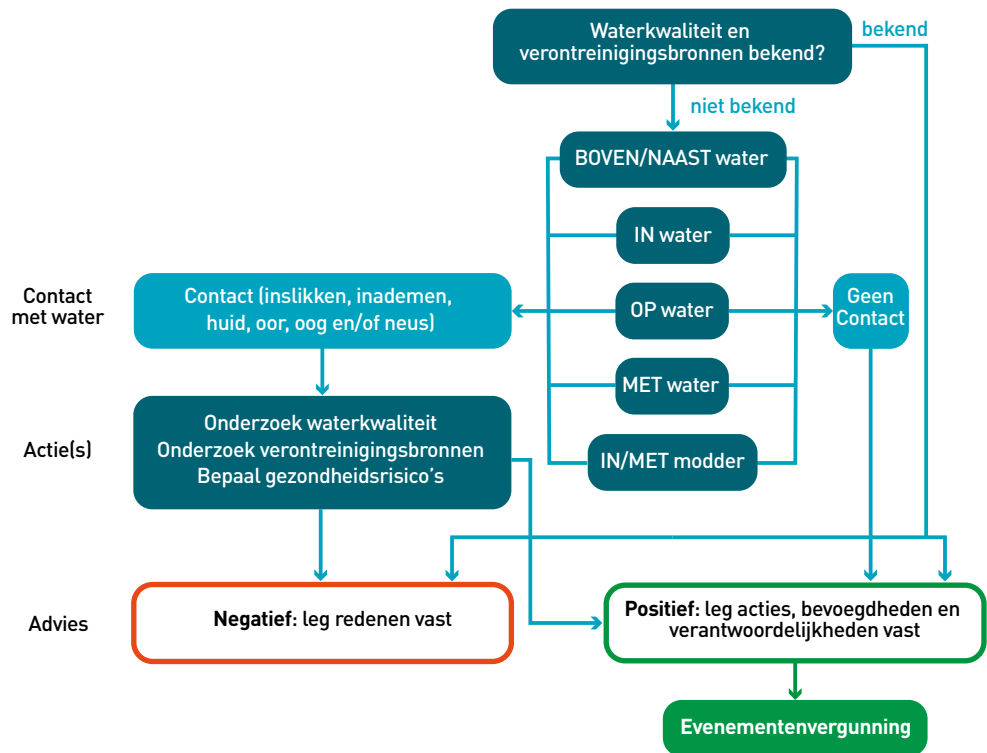 Waterkwaliteit en
verontreinigingsbronnen bekend?
bekend
niet bekend
BOVEN/NAAST water
IN water
OP water
MET water
IN/MET modder
Contact
met water
Contact (inslikken, inademen,
huid, oor, oog en/of neus)
Geen
Contact
Actie(s)
Onderzoek waterkwaliteit
Onderzoek verontreinigingsbronnen
Bepaal gezondheidsrisico's
Advies
Negatief: leg redenen vast
Positief: leg acties, bevoegdheden en
verantwoordelijkheden vast
Evenementenvergunning